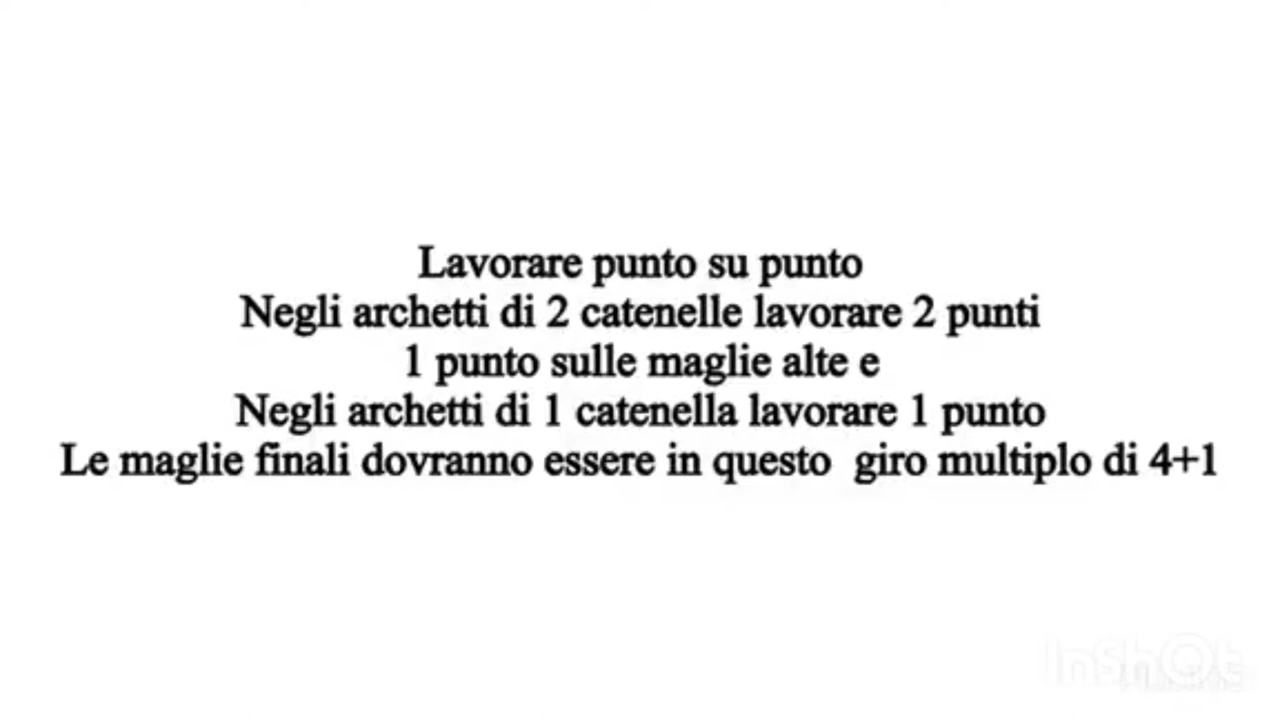 Lavorare punto su punto
Negli archetti di 2 catenelle lavorare 2 punti
1 punto sulle maglie alte e
Negli archetti di 1 catenella lavorare 1 punto
Le maglie finali dovranno essere in questo giro multiplo di 4+1
InShOt